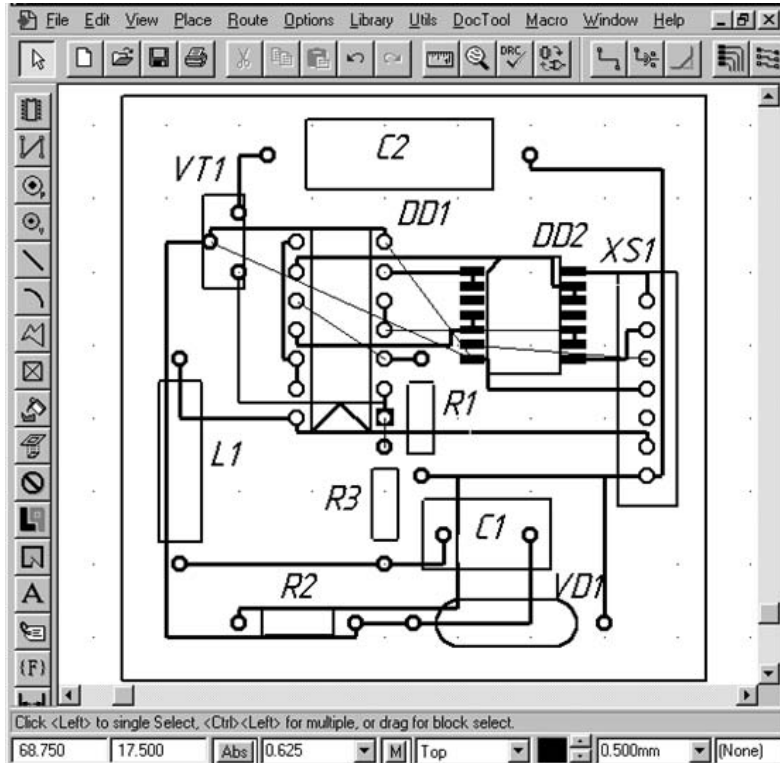 File Edit View Place Route Options Library Utils DocTool Macro Window Help
DRC
C2
VT1
DD1
DD2
XS1
R1
L1
R3
C1
R2
VD1
A
{F}
Click <Left> to single Select, <Ctrl><Left> for multiple, or drag for block select.
68.750 17.500 Abs 0.625 M Top 0.500mm (None)